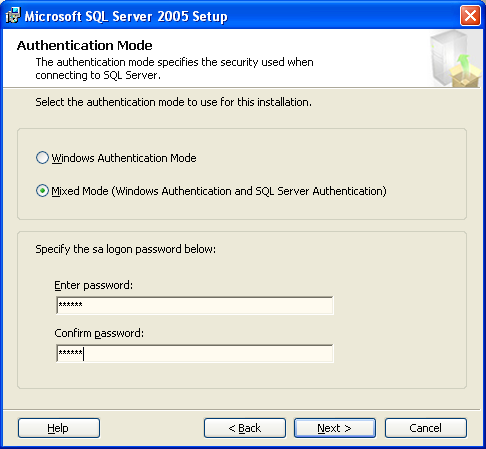 Microsoft SQL Server 2005 Setup
Authentication Mode
The authentication mode specifies the security used when
connecting to SQL Server.
Select the authentication mode to use for this installation.
Windows Authentication Mode
Mixed Mode (Windows Authentication and SQL Server Authentication)
Specify the sa logon password below:
Enter password:
******
Confirm password:
******
Help
< Back
Next >
Cancel